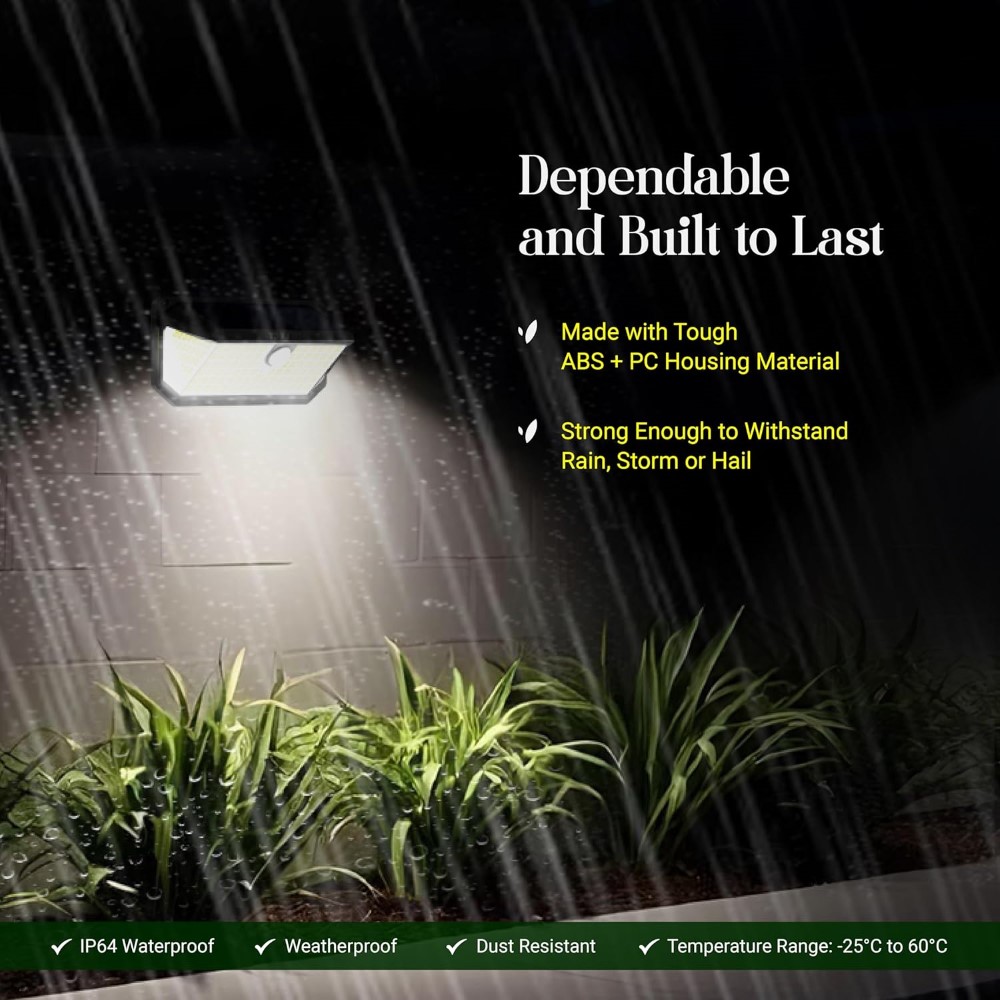 Dependable
and Built to Last
Made with Tough
ABS + PC Housing Material
Strong Enough to Withstand
Rain, Storm or Hail
IP64 Waterproof
Weatherproof
Dust Resistant
Temperature Range: -25°C to 60°C